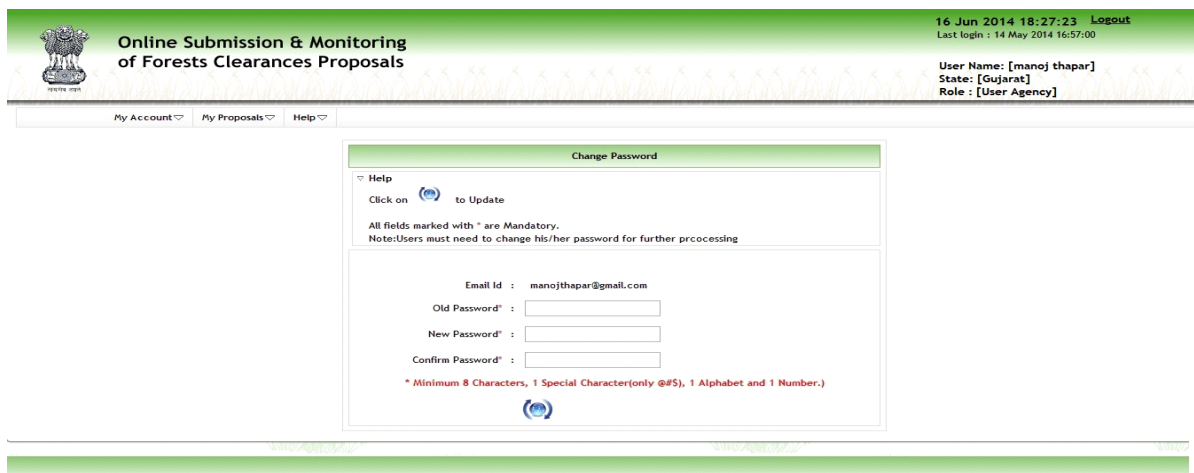 16 Jun 2014 18:27:23 Logout
Last login : 14 May 2014 16:57:00
Online Submission & Monitoring
of Forests Clearances Proposals
User Name: [manoj thapar]
State: [Gujarat]
Role : [User Agency]
सत्यमेव जयते
My Account My Proposals Help
Change Password
Help
Click on to Update
All fields marked with * are Mandatory.
Note:Users must need to change his/her password for further prcocessing
Email Id : manojthapar@gmail.com
Old Password* :
New Password* :
Confirm Password* :
* Minimum 8 Characters, 1 Special Character(only @#$), 1 Alphabet and 1 Number.)